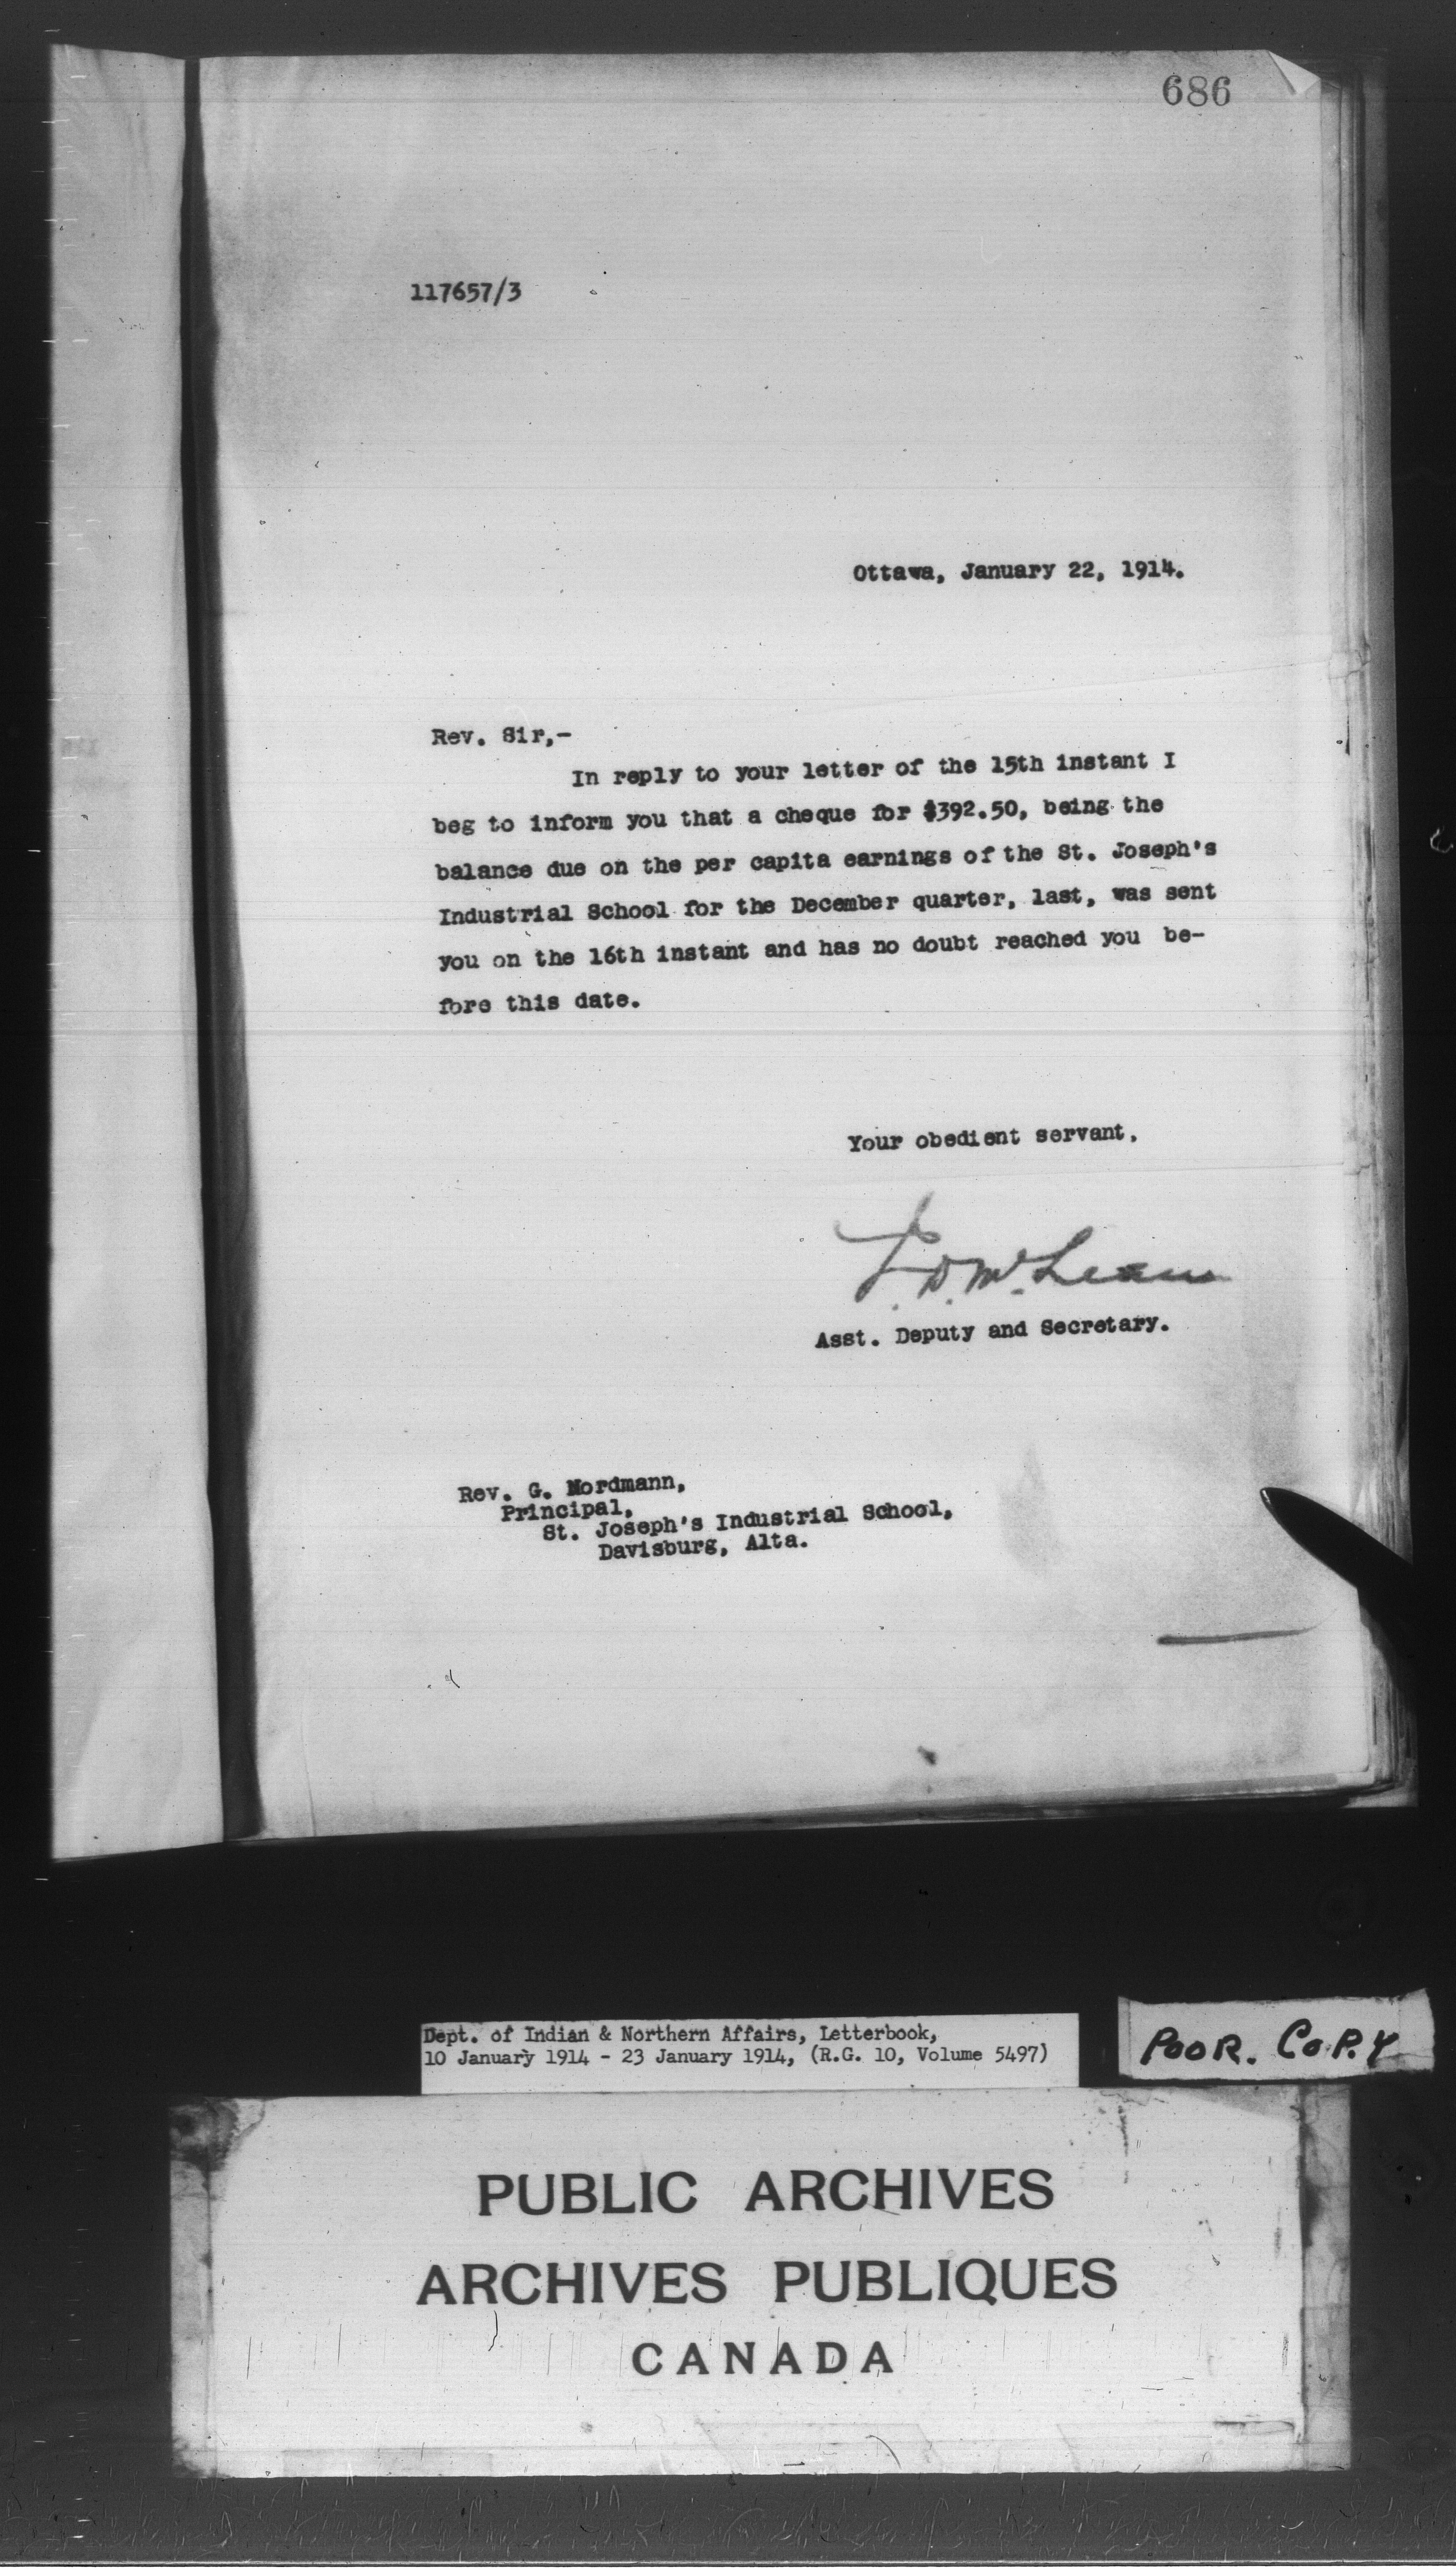 686
117657/3
Ottawa, January 22, 1914.
Rev. Sir,-
In reply to your letter of the 15th instant I
beg to inform you that a cheque for $392.50, being the
balance due on the per capita earnings of the St. Joseph's
Industrial School for the December quarter, last, was sent
you on the 16th instant and has no doubt reached you be-
fore this date.
Your obedient servant,
J. D. McLean
Asst. Deputy and Secretary.
Rev. G. Nordmann,
Principal,
St. Joseph's Industrial School,
Davisburg, Alta.
Dept. of Indian & Northern Affairs, Letterbook,
10 January 1914 - 23 January 1914, (R.G. 10, Volume 5497)
POOR. COPY
PUBLIC ARCHIVES
ARCHIVES PUBLIQUES
CANADA